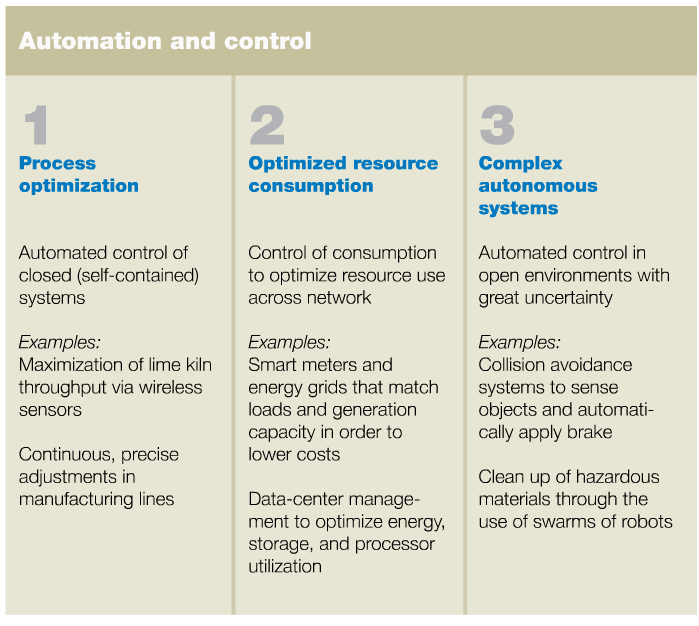 Automation and control
1
Process
optimization
Automated control of
closed (self-contained)
systems
Examples:
Maximization of lime kiln
throughput via wireless
sensors
Continuous, precise
adjustments in
manufacturing lines
2
Optimized resource
consumption
Control of consumption
to optimize resource use
across network
Examples:
Smart meters and
energy grids that match
loads and generation
capacity in order to
lower costs
Data-center manage-
ment to optimize energy,
storage, and processor
utilization
3
Complex
autonomous
systems
Automated control in
open environments with
great uncertainty
Examples:
Collision avoidance
systems to sense
objects and automati-
cally apply brake
Clean up of hazardous
materials through the
use of swarms of robots